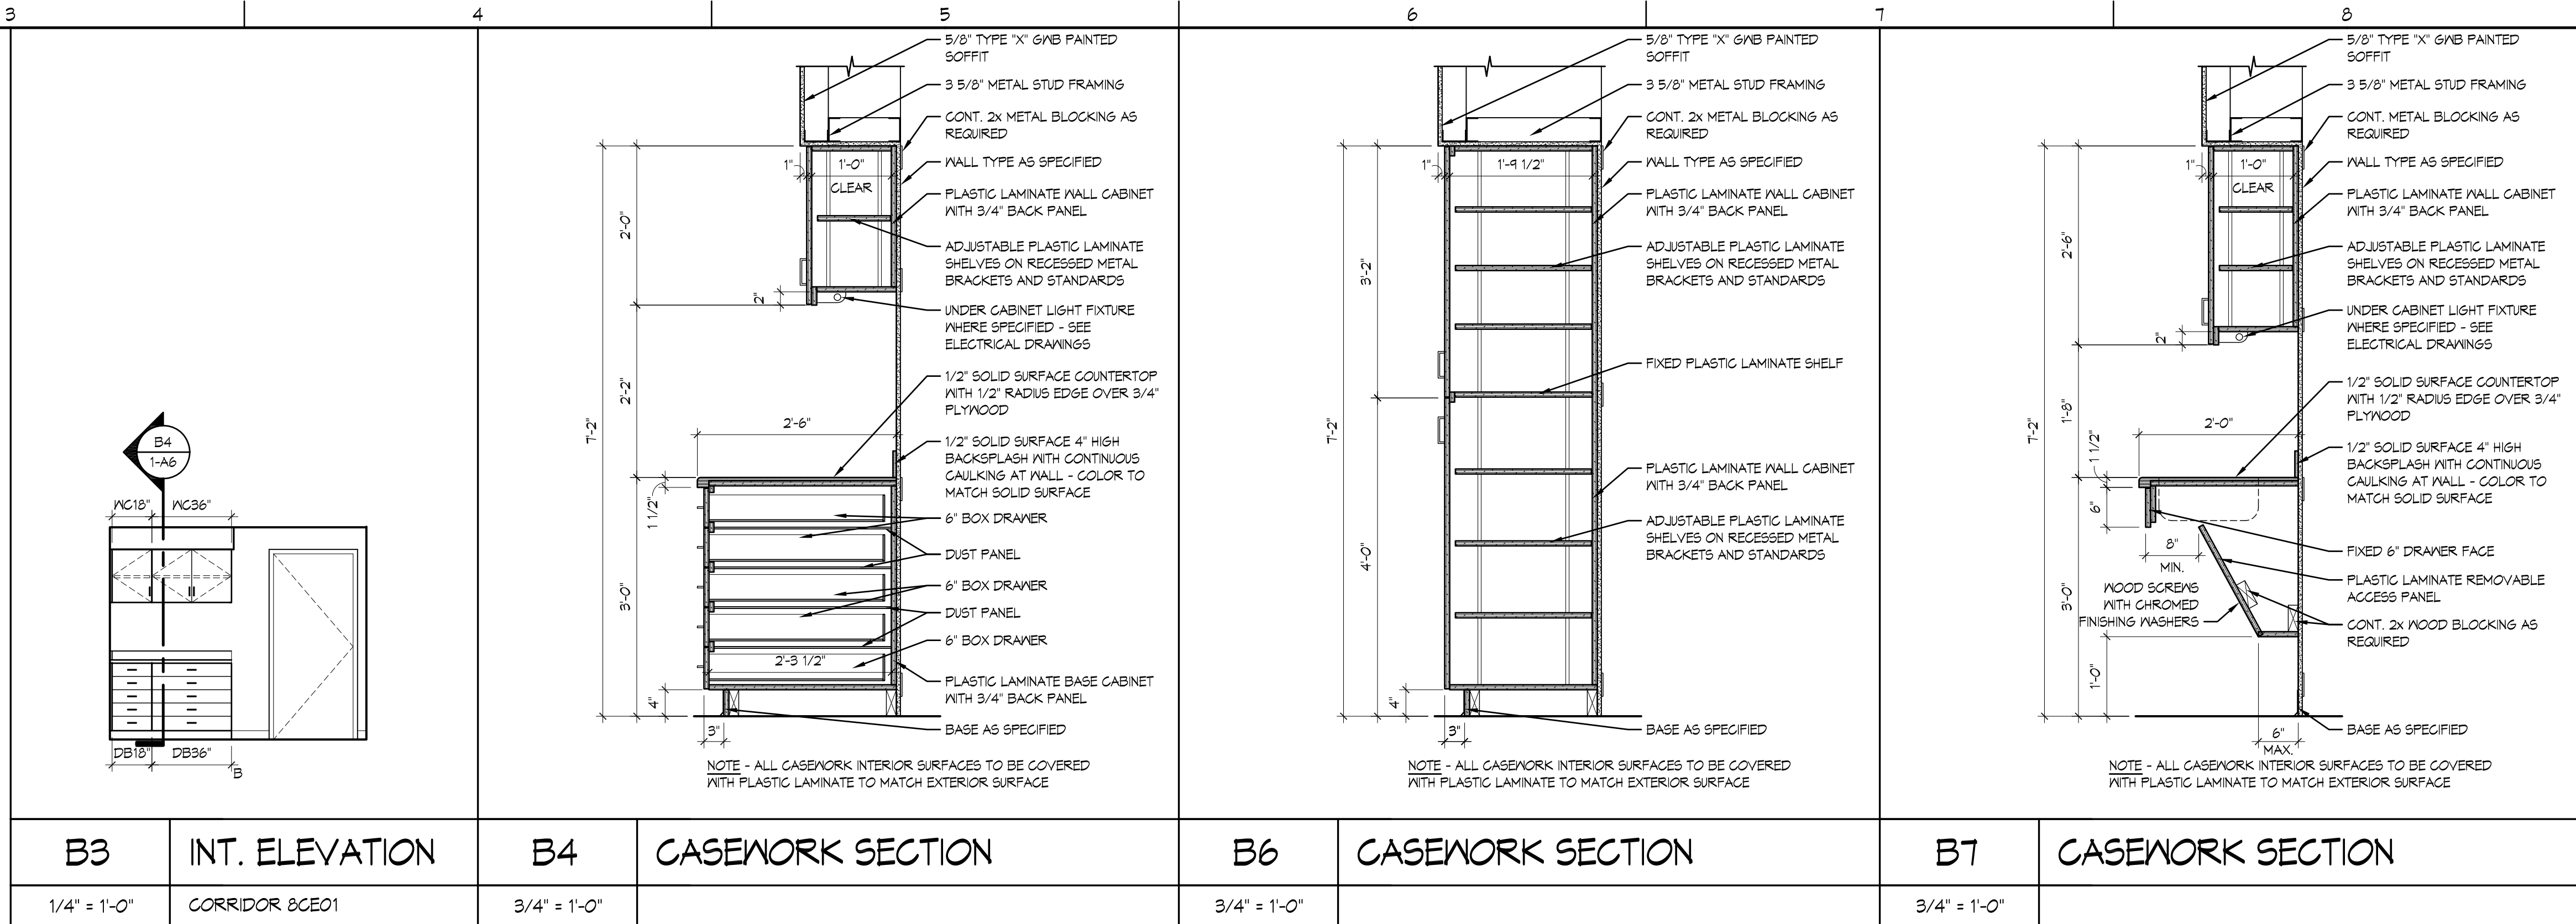 3
4
5
6
7
8
B4
1-A6
WC18"
WC36"
DB18"
DB36"
B
5/8" TYPE "X" GWB PAINTED
SOFFIT
3 5/8" METAL STUD FRAMING
CONT. 2x METAL BLOCKING AS
REQUIRED
WALL TYPE AS SPECIFIED
PLASTIC LAMINATE WALL CABINET
WITH 3/4" BACK PANEL
ADJUSTABLE PLASTIC LAMINATE
SHELVES ON RECESSED METAL
BRACKETS AND STANDARDS
UNDER CABINET LIGHT FIXTURE
WHERE SPECIFIED - SEE
ELECTRICAL DRAWINGS
1/2" SOLID SURFACE COUNTERTOP
WITH 1/2" RADIUS EDGE OVER 3/4"
PLYWOOD
1/2" SOLID SURFACE 4" HIGH
BACKSPLASH WITH CONTINUOUS
CAULKING AT WALL - COLOR TO
MATCH SOLID SURFACE
6" BOX DRAWER
DUST PANEL
6" BOX DRAWER
DUST PANEL
6" BOX DRAWER
PLASTIC LAMINATE BASE CABINET
WITH 3/4" BACK PANEL
BASE AS SPECIFIED
1"
1'-0"
CLEAR
2'-0"
2"
2'-2"
7'-2"
2'-6"
1 1/2"
3'-0"
2'-3 1/2"
4"
3"
NOTE - ALL CASEWORK INTERIOR SURFACES TO BE COVERED
WITH PLASTIC LAMINATE TO MATCH EXTERIOR SURFACE
5/8" TYPE "X" GWB PAINTED
SOFFIT
3 5/8" METAL STUD FRAMING
CONT. 2x METAL BLOCKING AS
REQUIRED
WALL TYPE AS SPECIFIED
PLASTIC LAMINATE WALL CABINET
WITH 3/4" BACK PANEL
ADJUSTABLE PLASTIC LAMINATE
SHELVES ON RECESSED METAL
BRACKETS AND STANDARDS
FIXED PLASTIC LAMINATE SHELF
PLASTIC LAMINATE WALL CABINET
WITH 3/4" BACK PANEL
ADJUSTABLE PLASTIC LAMINATE
SHELVES ON RECESSED METAL
BRACKETS AND STANDARDS
BASE AS SPECIFIED
1"
1'-9 1/2"
3'-2"
7'-2"
4'-0"
4"
3"
NOTE - ALL CASEWORK INTERIOR SURFACES TO BE COVERED
WITH PLASTIC LAMINATE TO MATCH EXTERIOR SURFACE
5/8" TYPE "X" GWB PAINTED
SOFFIT
3 5/8" METAL STUD FRAMING
CONT. METAL BLOCKING AS
REQUIRED
WALL TYPE AS SPECIFIED
PLASTIC LAMINATE WALL CABINET
WITH 3/4" BACK PANEL
ADJUSTABLE PLASTIC LAMINATE
SHELVES ON RECESSED METAL
BRACKETS AND STANDARDS
UNDER CABINET LIGHT FIXTURE
WHERE SPECIFIED - SEE
ELECTRICAL DRAWINGS
1/2" SOLID SURFACE COUNTERTOP
WITH 1/2" RADIUS EDGE OVER 3/4"
PLYWOOD
1/2" SOLID SURFACE 4" HIGH
BACKSPLASH WITH CONTINUOUS
CAULKING AT WALL - COLOR TO
MATCH SOLID SURFACE
FIXED 6" DRAWER FACE
PLASTIC LAMINATE REMOVABLE
ACCESS PANEL
CONT. 2x WOOD BLOCKING AS
REQUIRED
BASE AS SPECIFIED
1"
1'-0"
CLEAR
2'-6"
2"
1'-8"
7'-2"
2'-0"
1 1/2"
6"
8"
MIN.
WOOD SCREWS
WITH CHROMED
FINISHING WASHERS
3'-0"
1'-0"
6"
MAX.
NOTE - ALL CASEWORK INTERIOR SURFACES TO BE COVERED
WITH PLASTIC LAMINATE TO MATCH EXTERIOR SURFACE
B3
INT. ELEVATION
1/4" = 1'-0"
CORRIDOR 8CE01
B4
CASEWORK SECTION
3/4" = 1'-0"
B6
CASEWORK SECTION
3/4" = 1'-0"
B7
CASEWORK SECTION
3/4" = 1'-0"